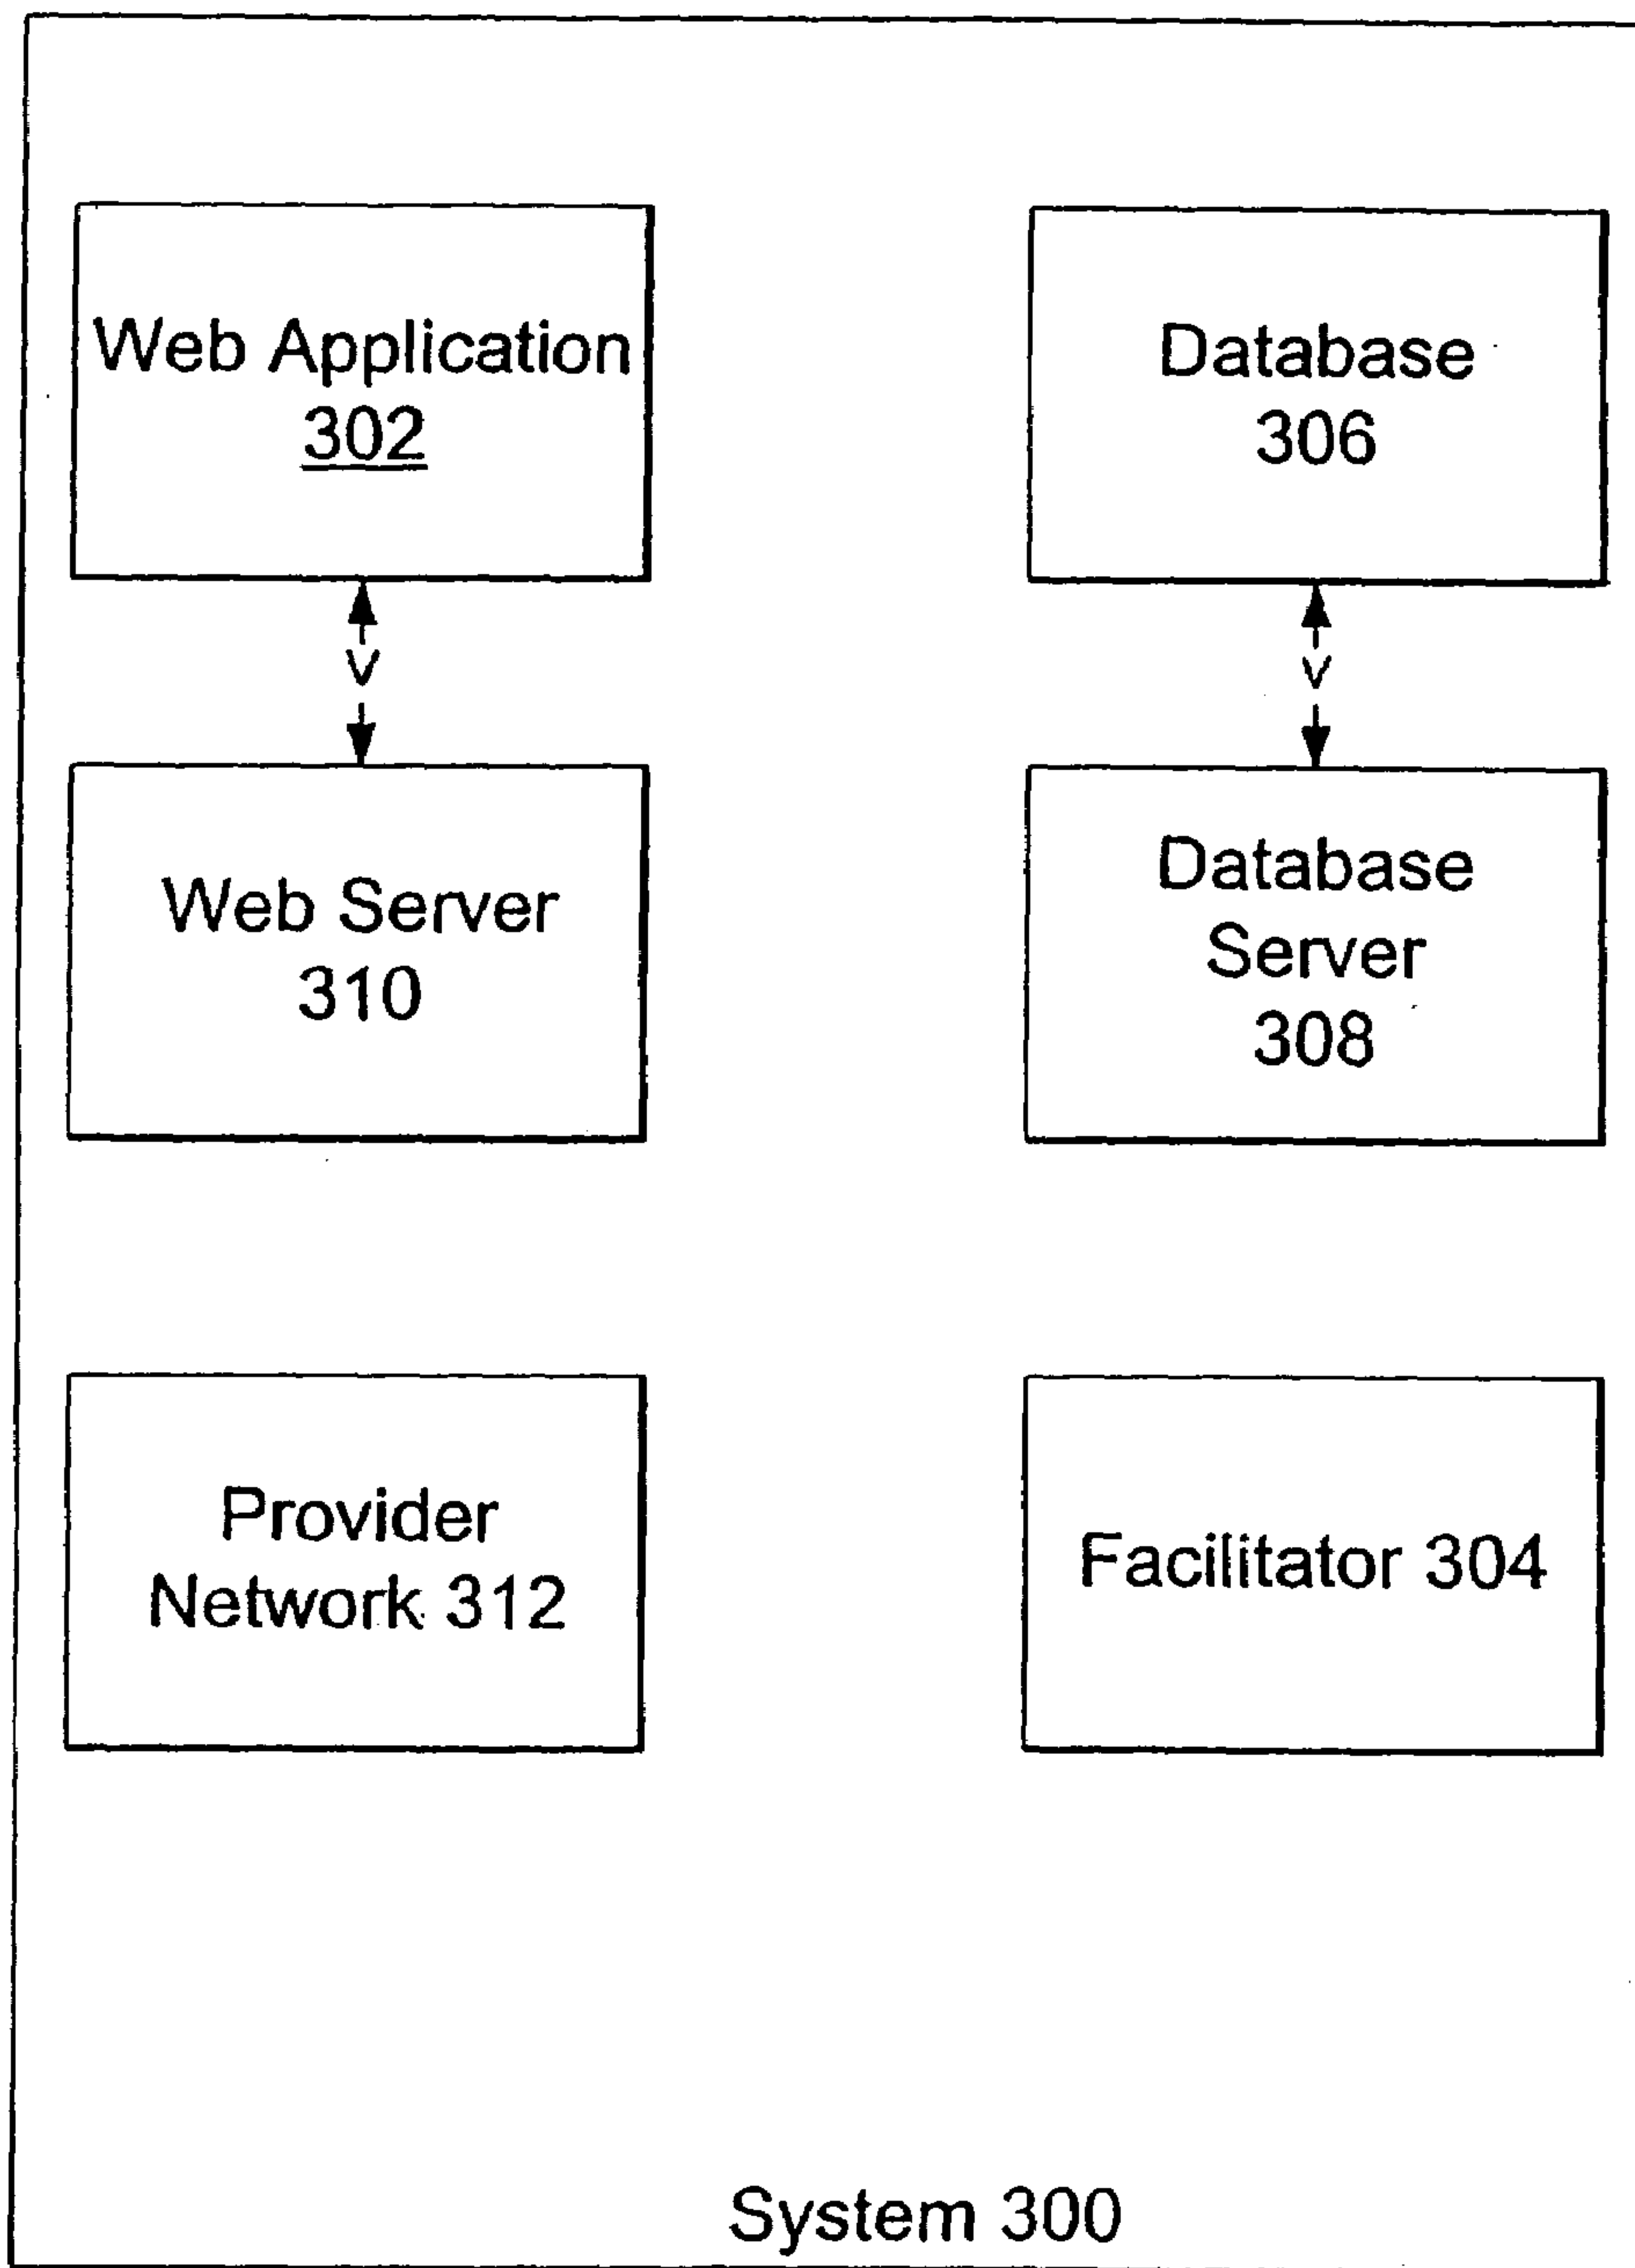 Web Application
302
Database
306
v
v
Web Server
310
Database
Server
308
Provider
Network 312
Facilitator 304
System 300